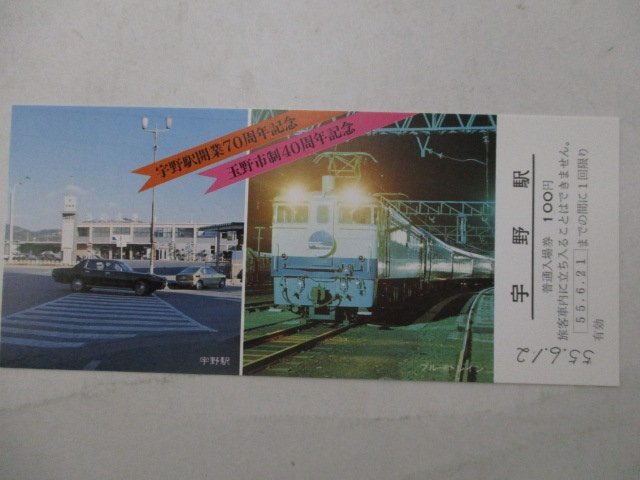 宇野駅開業70周年記念
玉野市制40周年記念
宇野駅
ブルートレイン
宇野駅
普通入場券 100円
旅客車内に立ち入ることはできません。
55.6.21 までの間に1回限り
有効
55.6.12